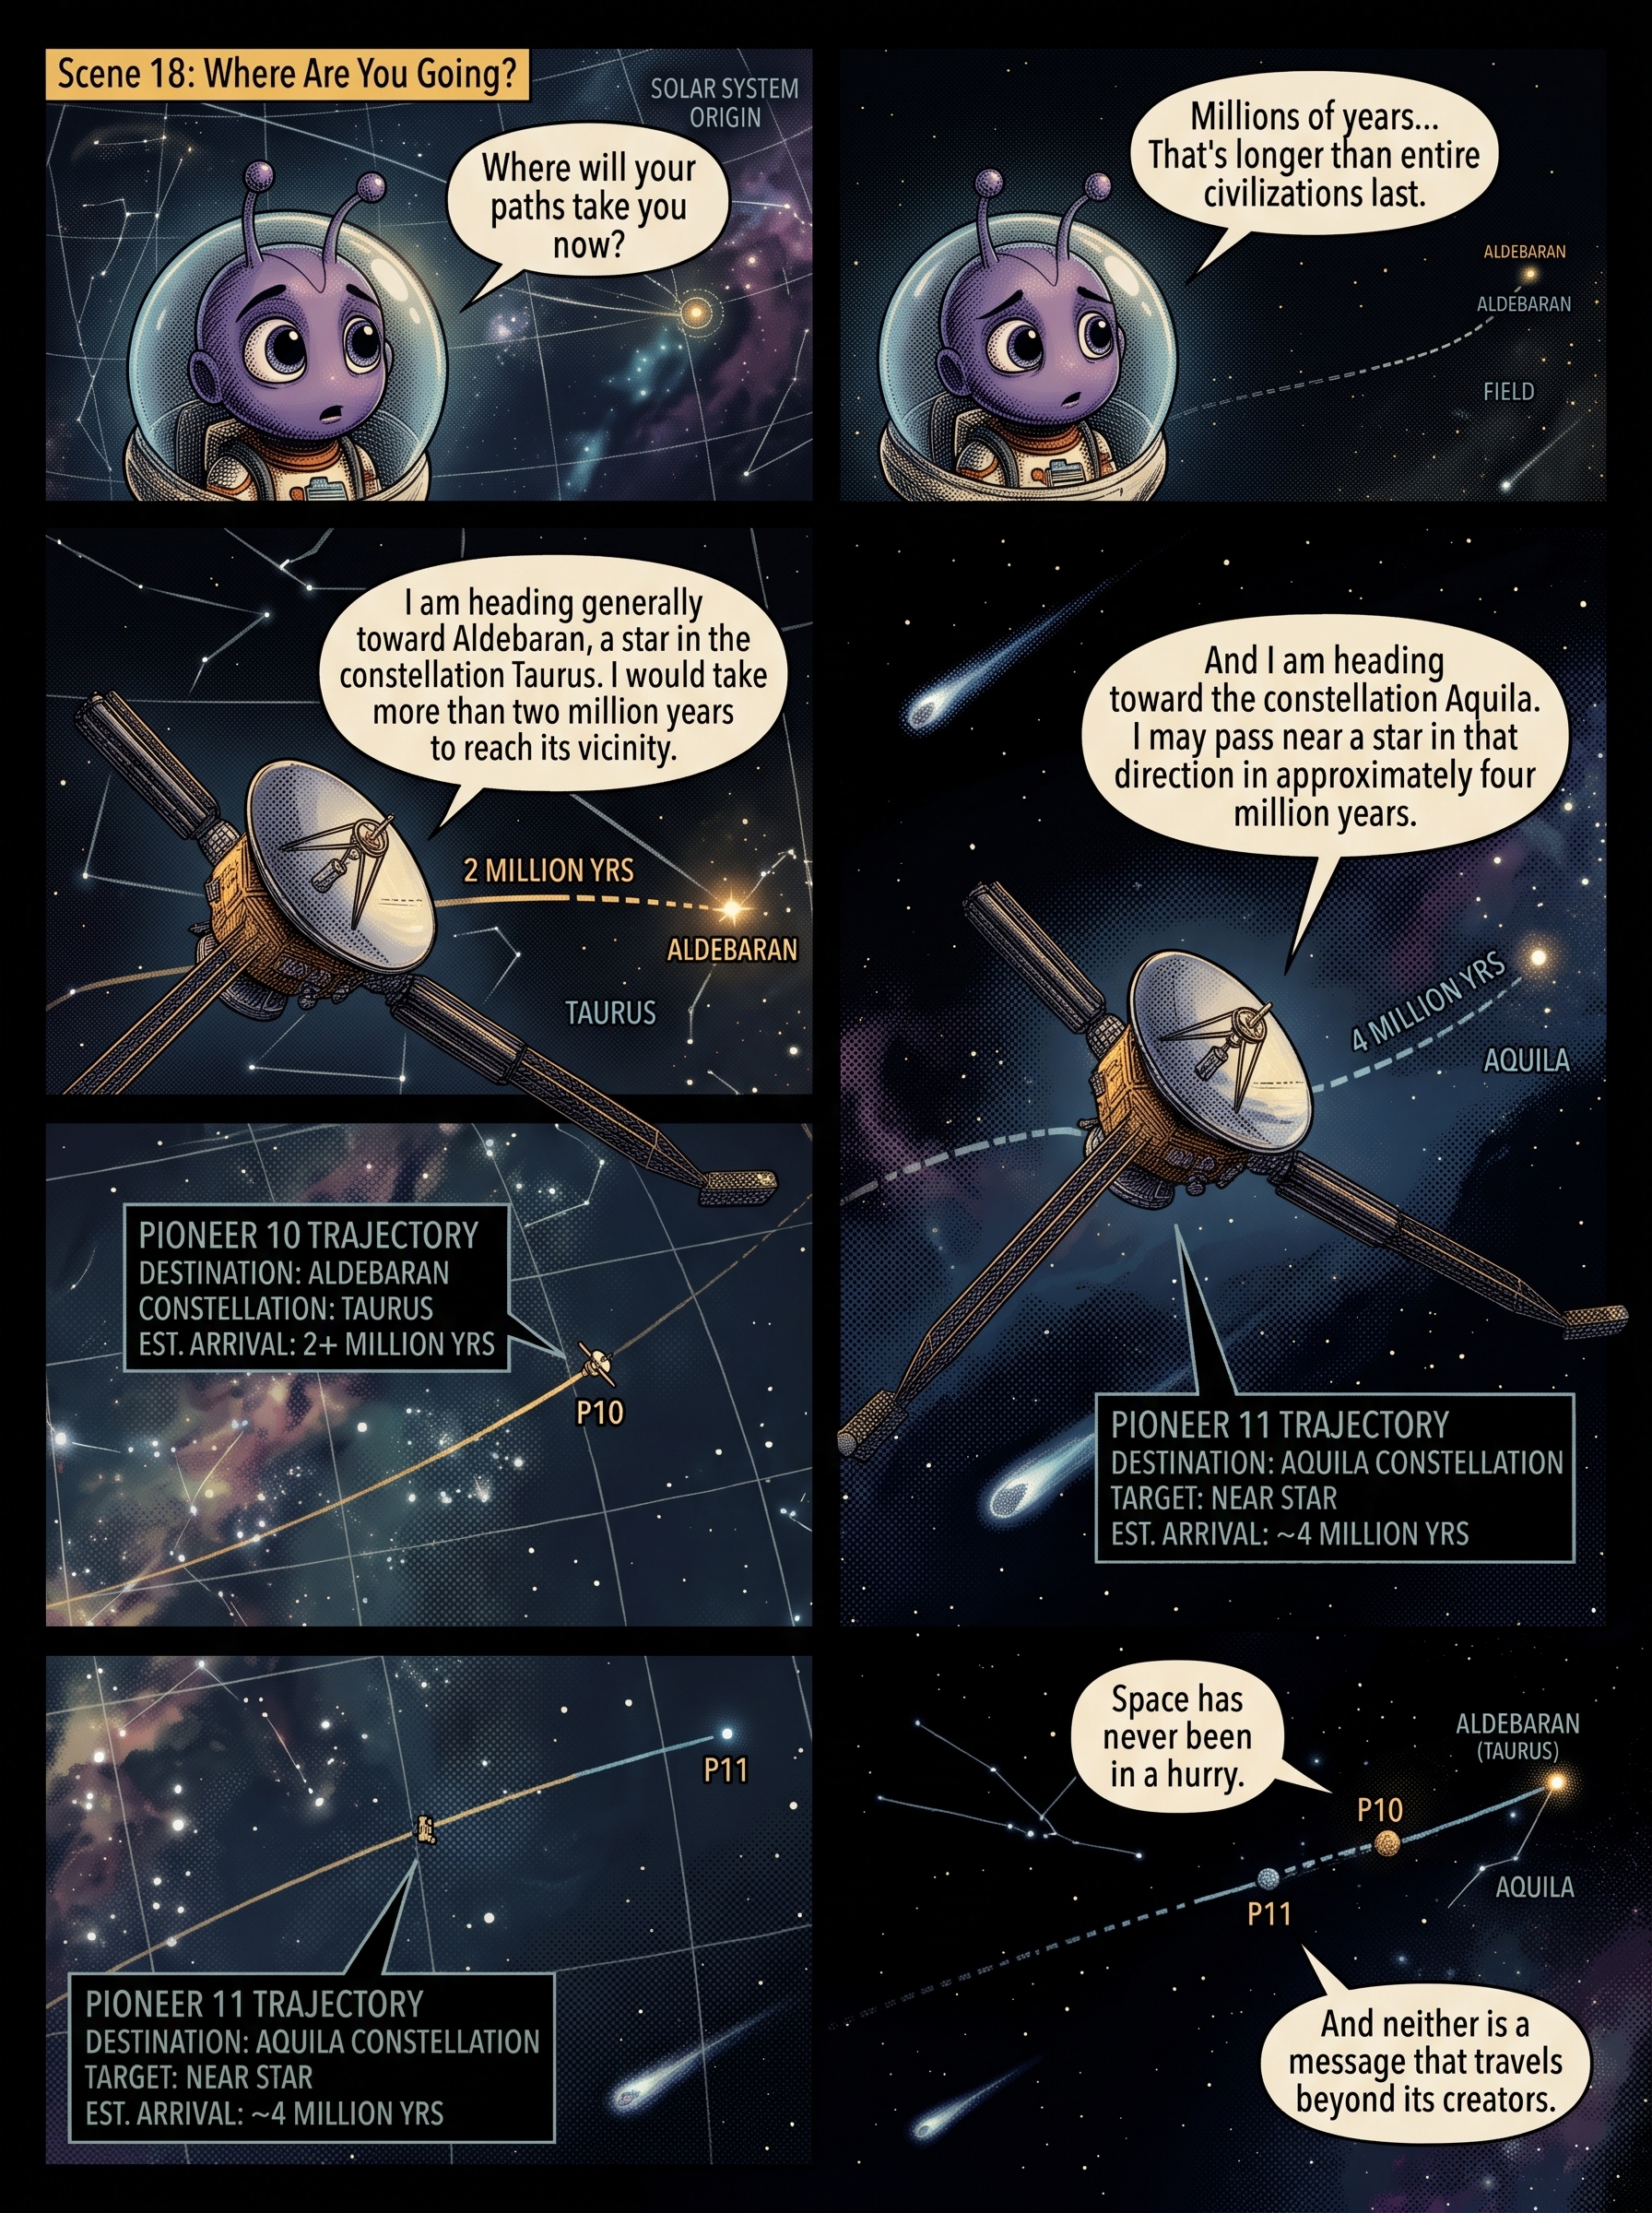 Scene 18: Where Are You Going?
SOLAR SYSTEM
ORIGIN
Where will your
paths take you
now?
Millions of years...
That's longer than entire
civilizations last.
ALDEBARAN
ALDEBARAN
FIELD
I am heading generally
toward Aldebaran, a star in the
constellation Taurus. I would take
more than two million years
to reach its vicinity.
2 MILLION YRS
ALDEBARAN
TAURUS
And I am heading
toward the constellation Aquila.
I may pass near a star in that
direction in approximately four
million years.
4 MILLION YRS
AQUILA
PIONEER 10 TRAJECTORY
DESTINATION: ALDEBARAN
CONSTELLATION: TAURUS
EST. ARRIVAL: 2+ MILLION YRS
P10
PIONEER 11 TRAJECTORY
DESTINATION: AQUILA CONSTELLATION
TARGET: NEAR STAR
EST. ARRIVAL: ~4 MILLION YRS
P11
PIONEER 11 TRAJECTORY
DESTINATION: AQUILA CONSTELLATION
TARGET: NEAR STAR
EST. ARRIVAL: ~4 MILLION YRS
Space has
never been
in a hurry.
ALDEBARAN
(TAURUS)
P10
AQUILA
P11
And neither is a
message that travels
beyond its creators.